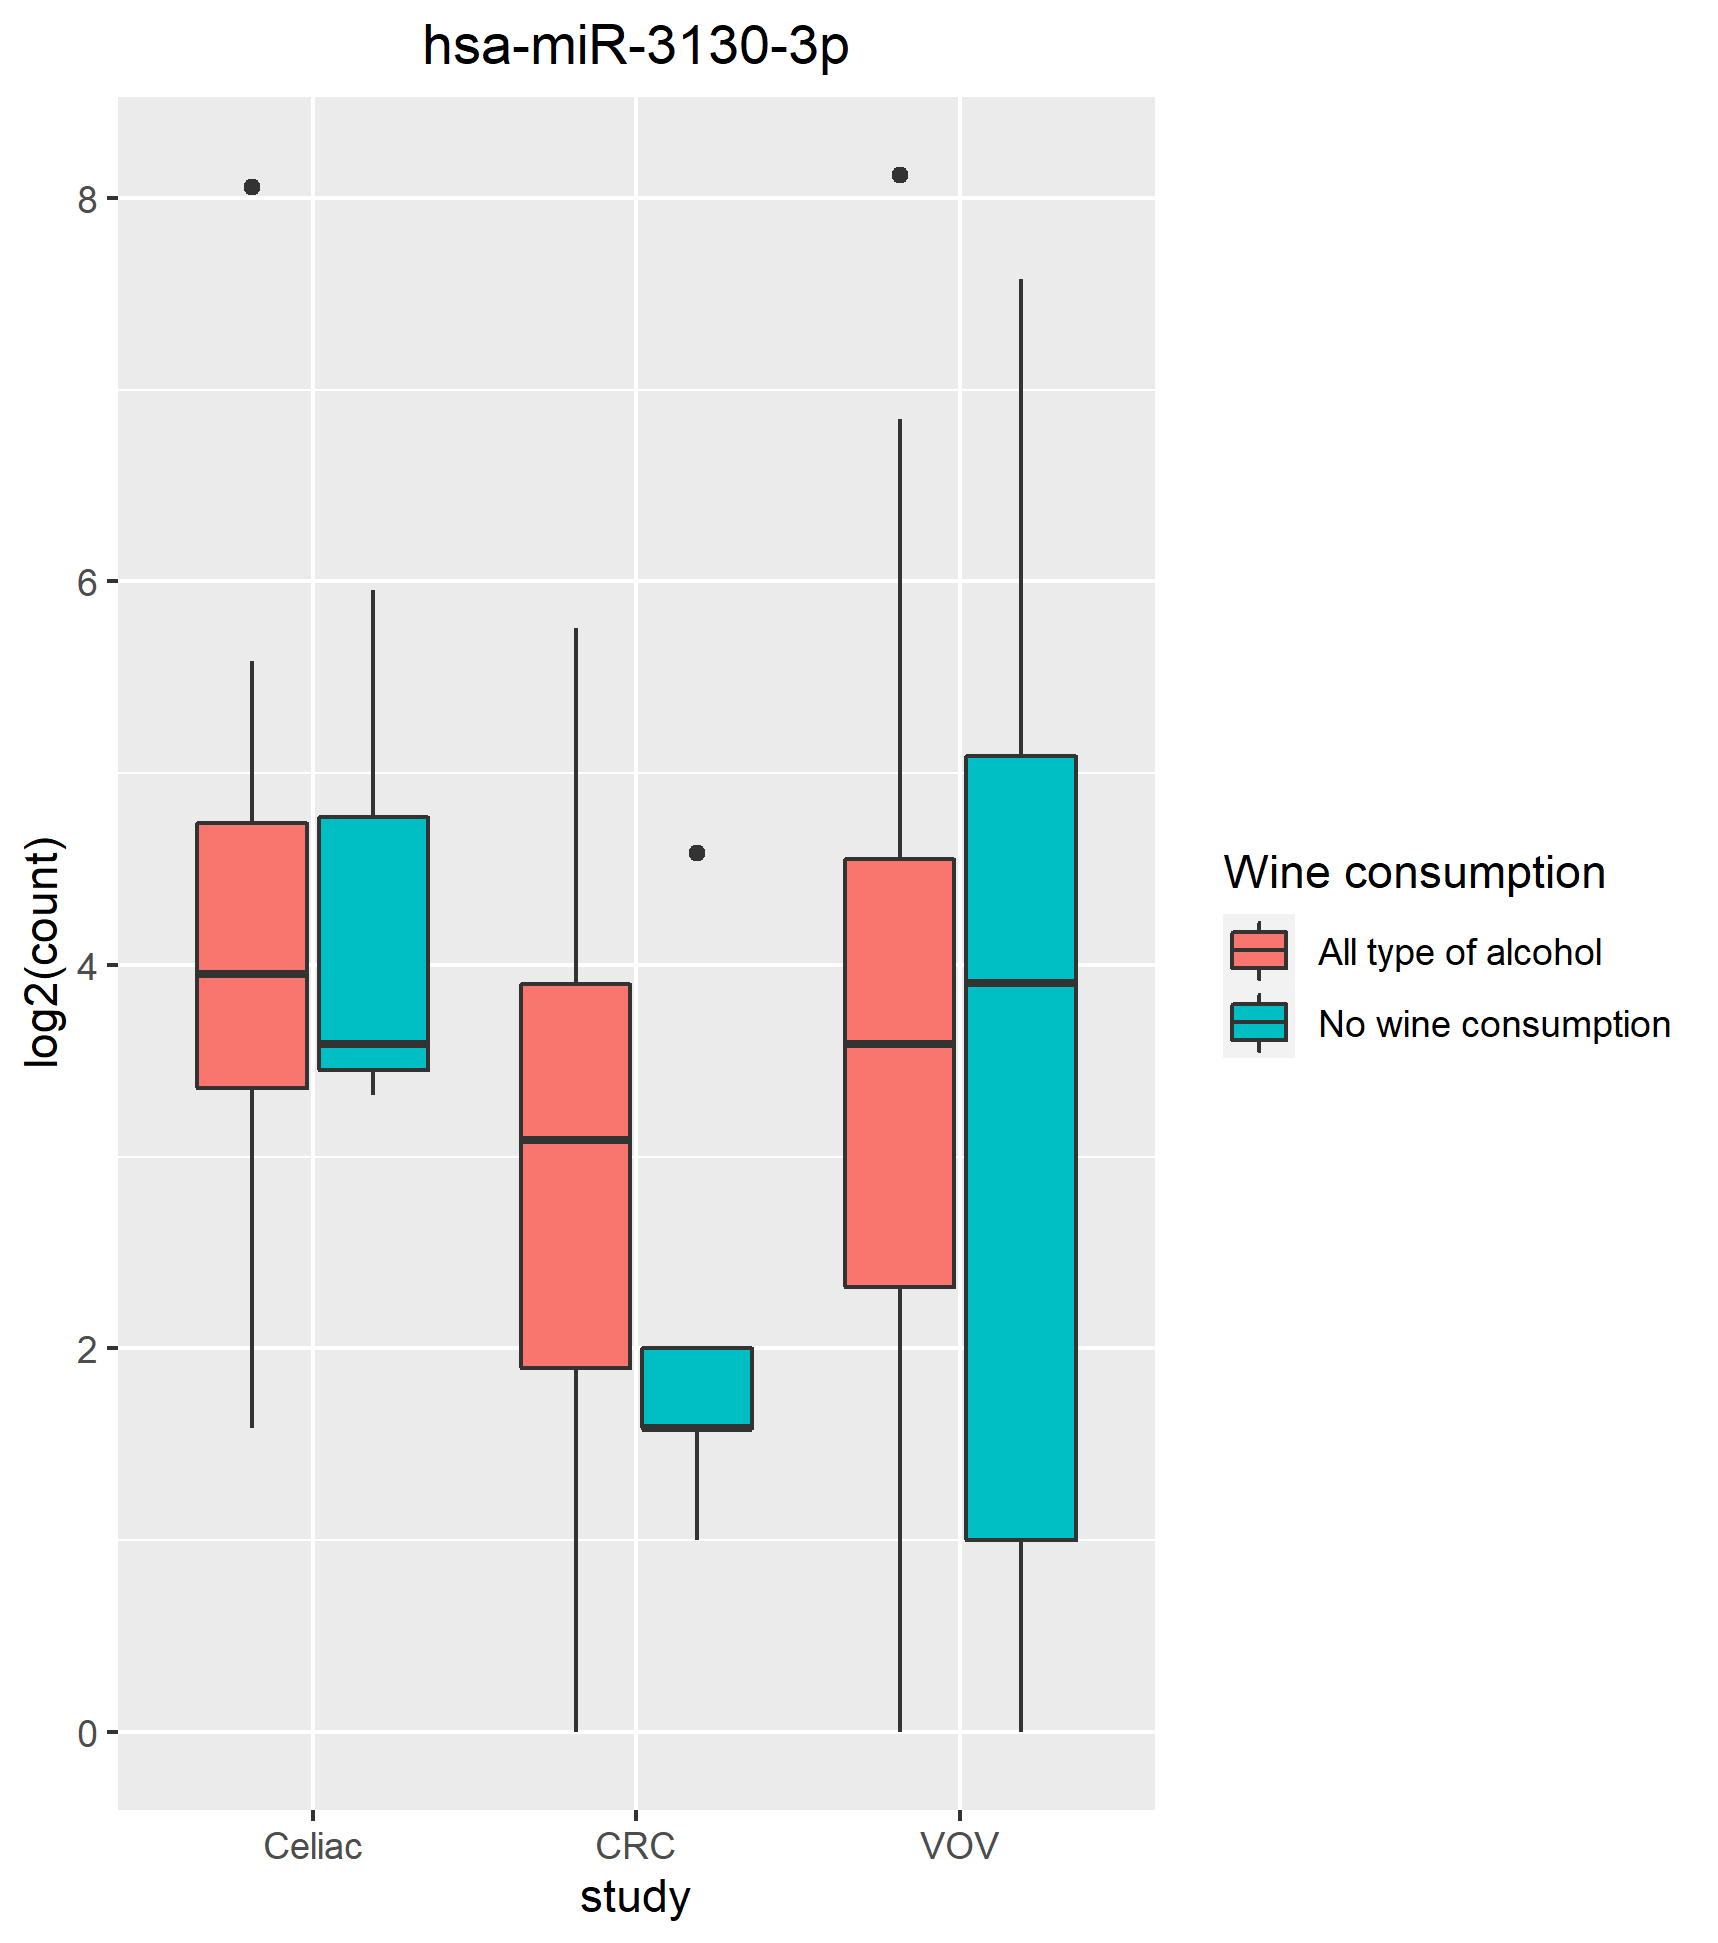 hsa-miR-3130-3p
8
6
4
2
0
log2(count)
Celiac
CRC
VOV
study
Wine consumption
All type of alcohol
No wine consumption